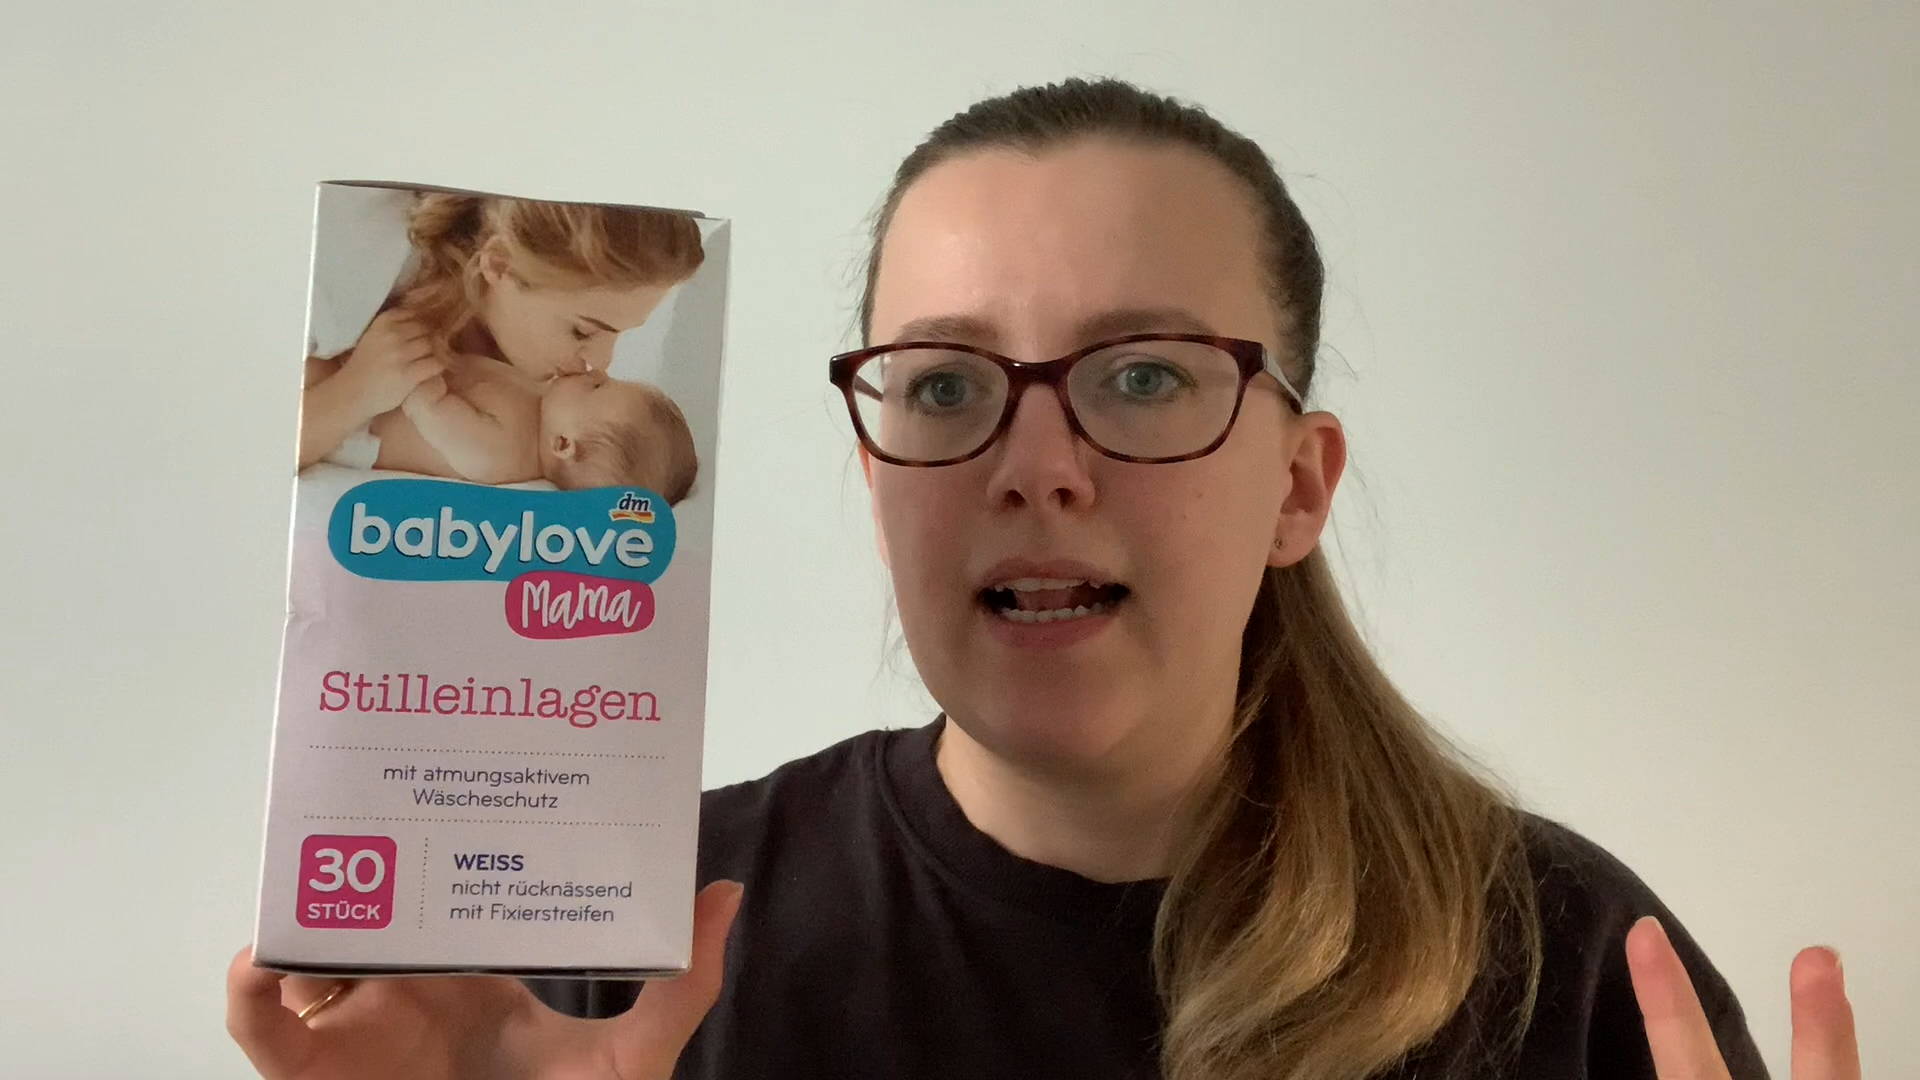 dm
babylove
Mama
Stilleinlagen
mit atmungsaktivem
Wäscheschutz
30
STÜCK
WEISS
nicht rücknässend
mit Fixierstreifen